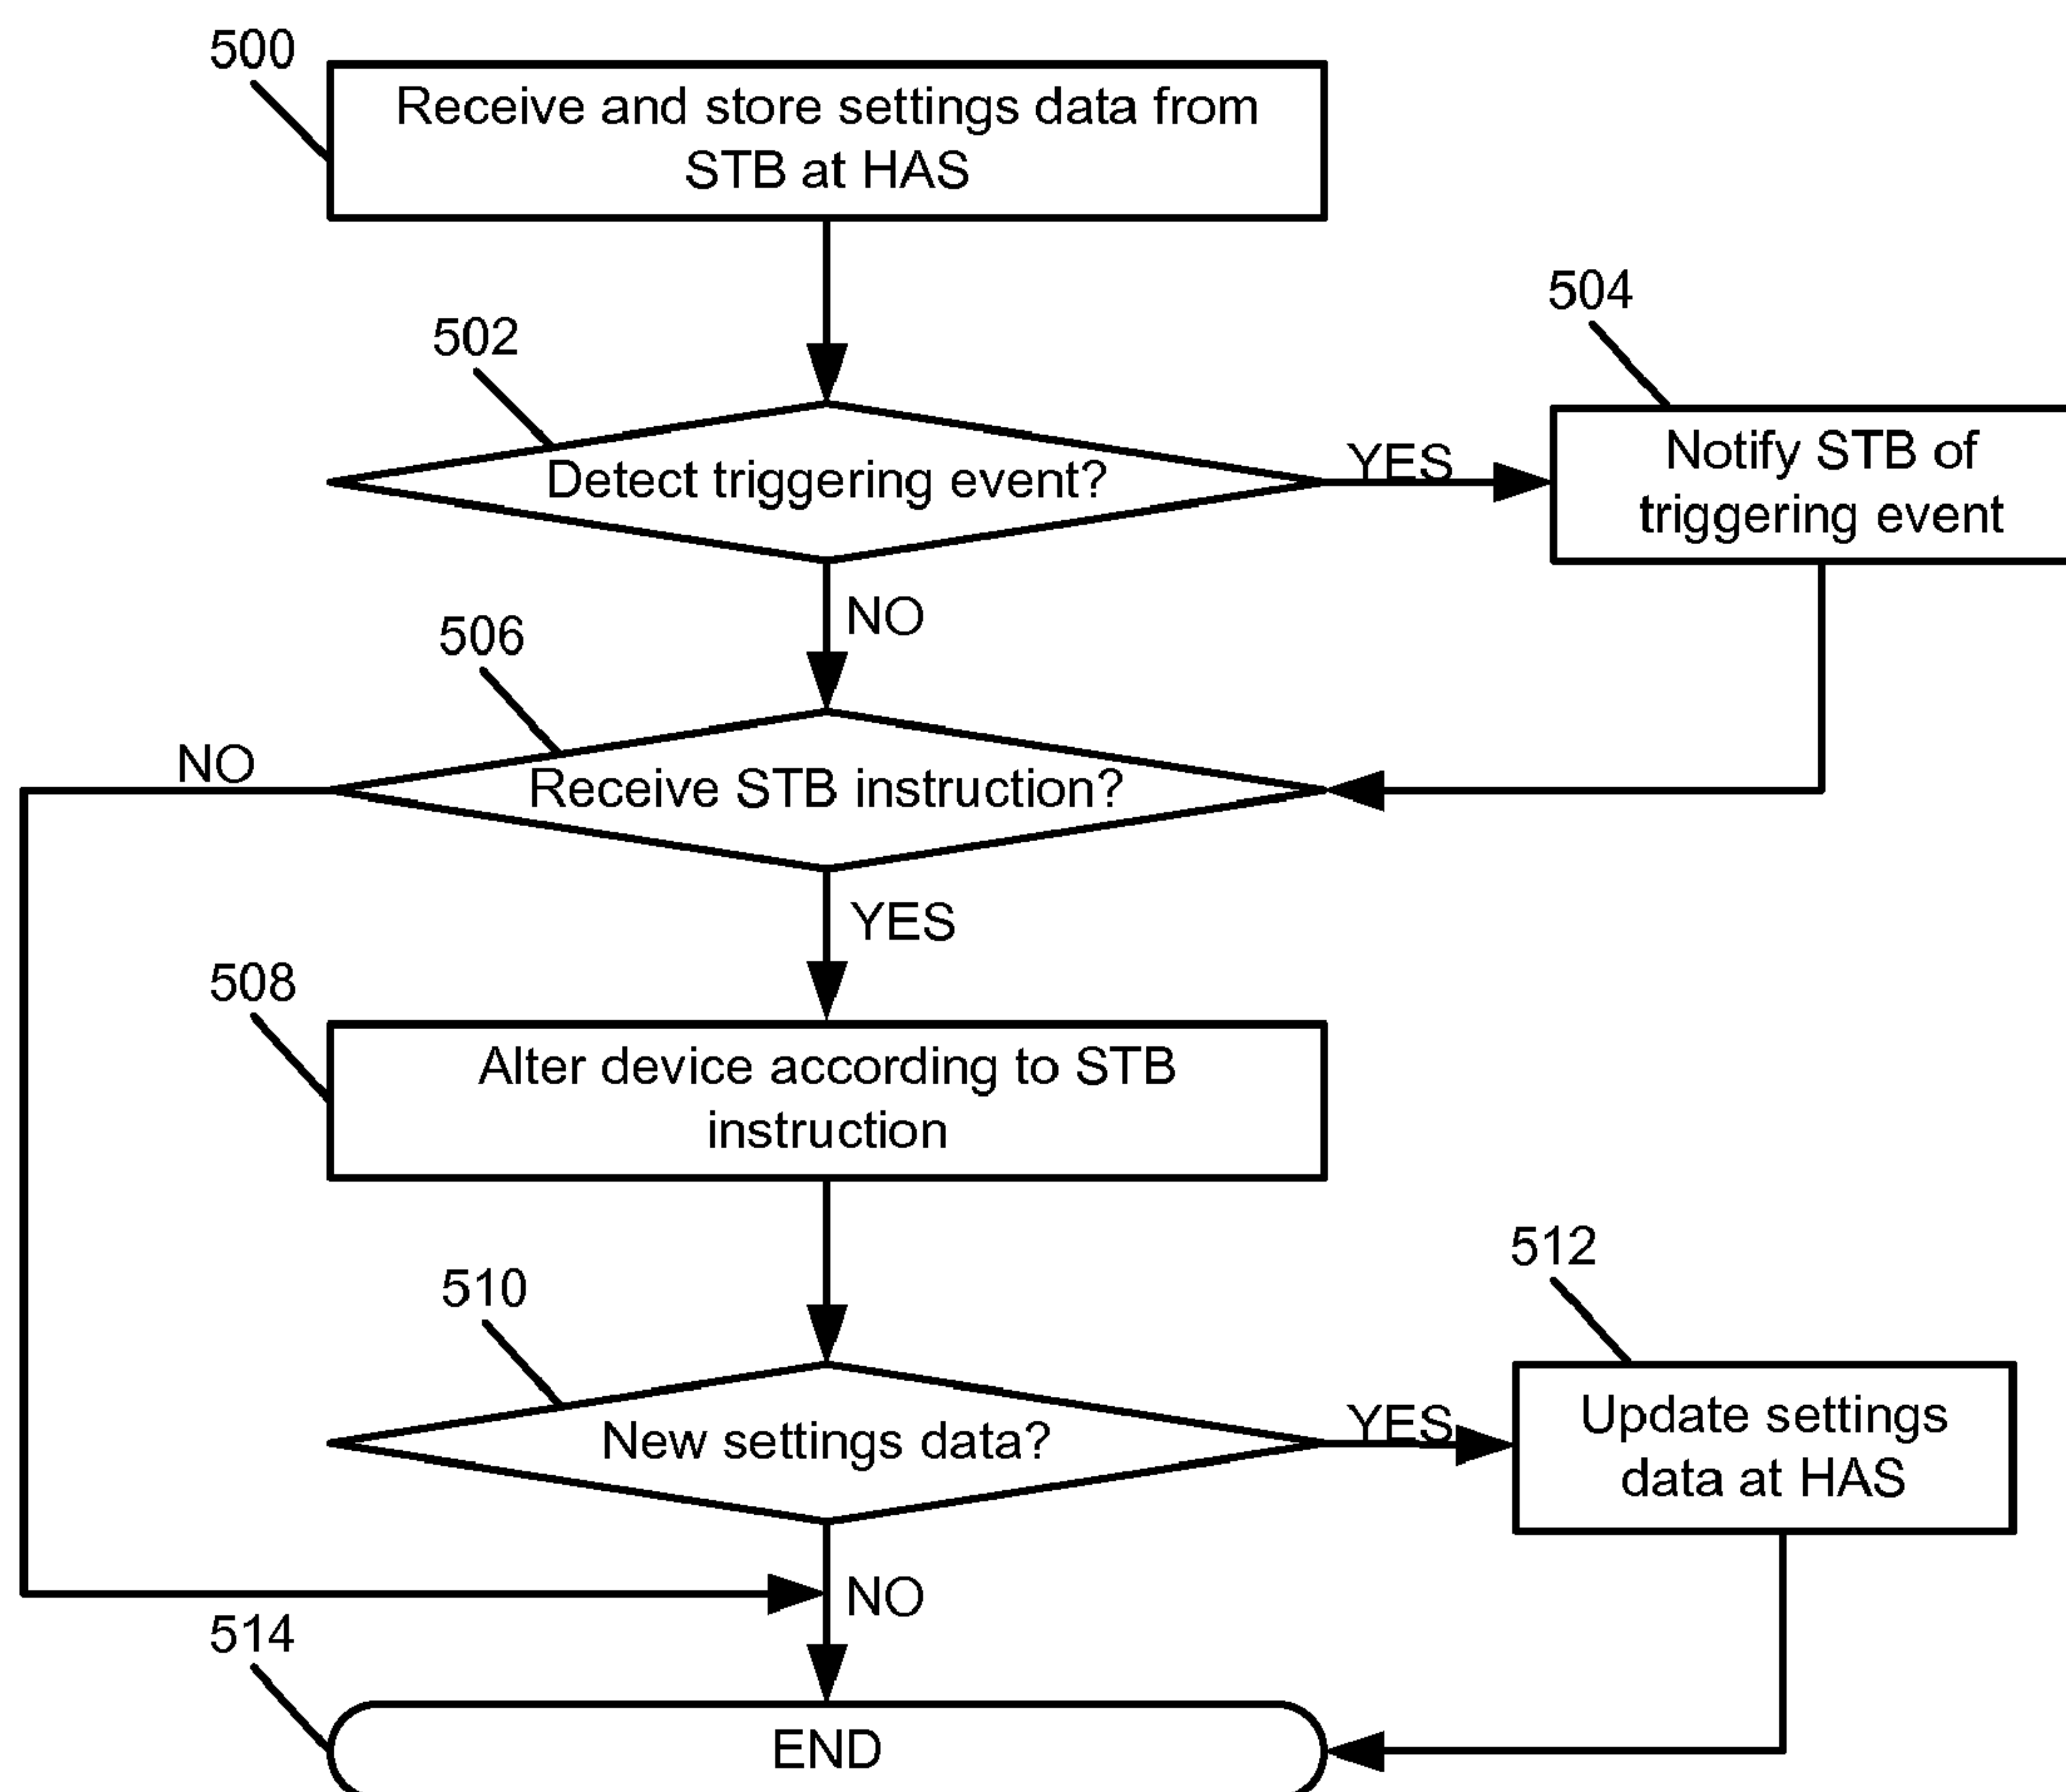 500
Receive and store settings data from
STB at HAS
502
Detect triggering event?
YES
504
Notify STB of
triggering event
NO
506
NO
Receive STB instruction?
YES
508
Alter device according to STB
instruction
510
New settings data?
YES
512
Update settings
data at HAS
NO
514
END